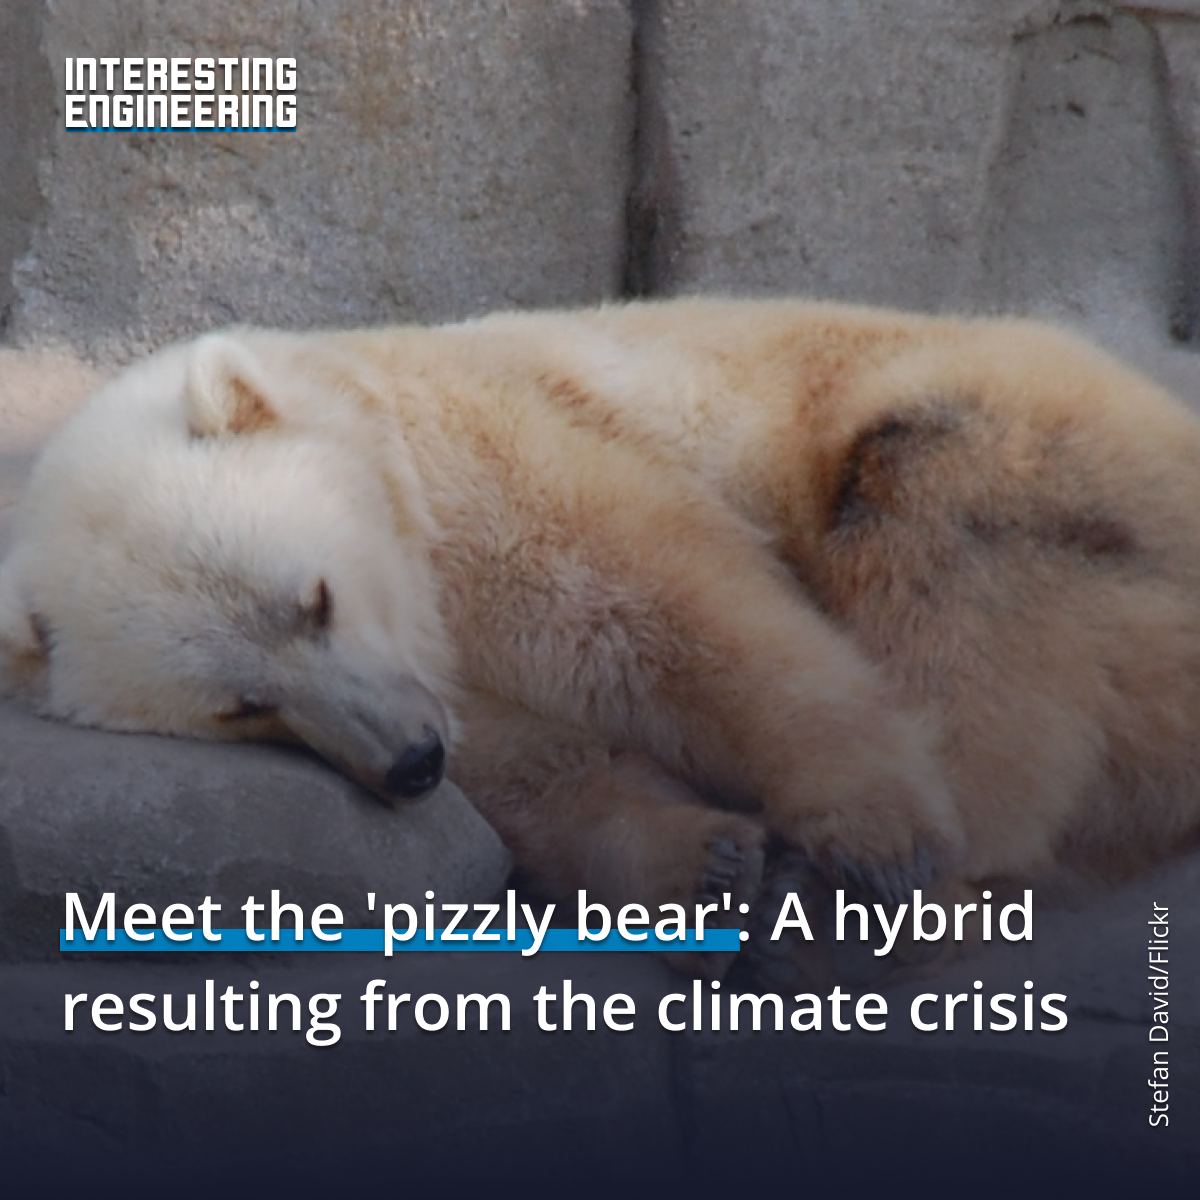 INTERESTING
ENGINEERING
Meet the 'pizzly bear': A hybrid
resulting from the climate crisis
Stefan David/Flickr